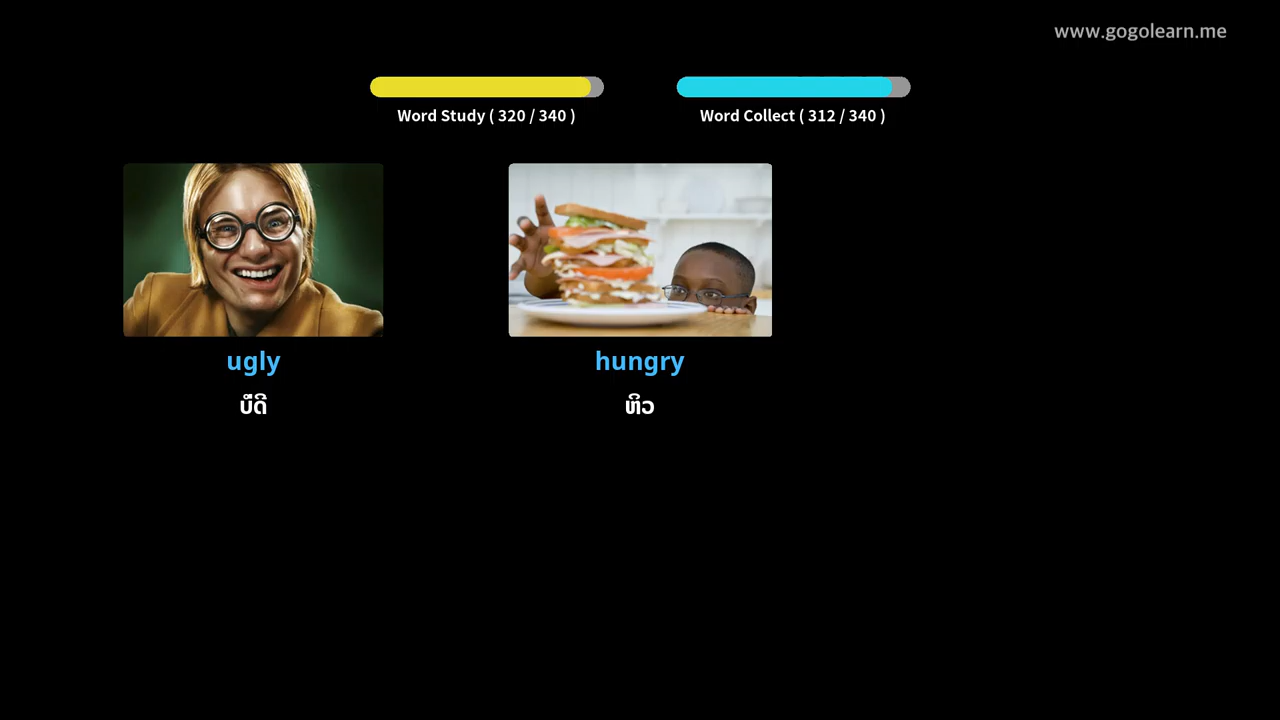 www.gogolearn.me
Word Study ( 320 / 340 )
Word Collect ( 312 / 340 )
ugly
hungry
ບໍ່ດີ
ຫິວ